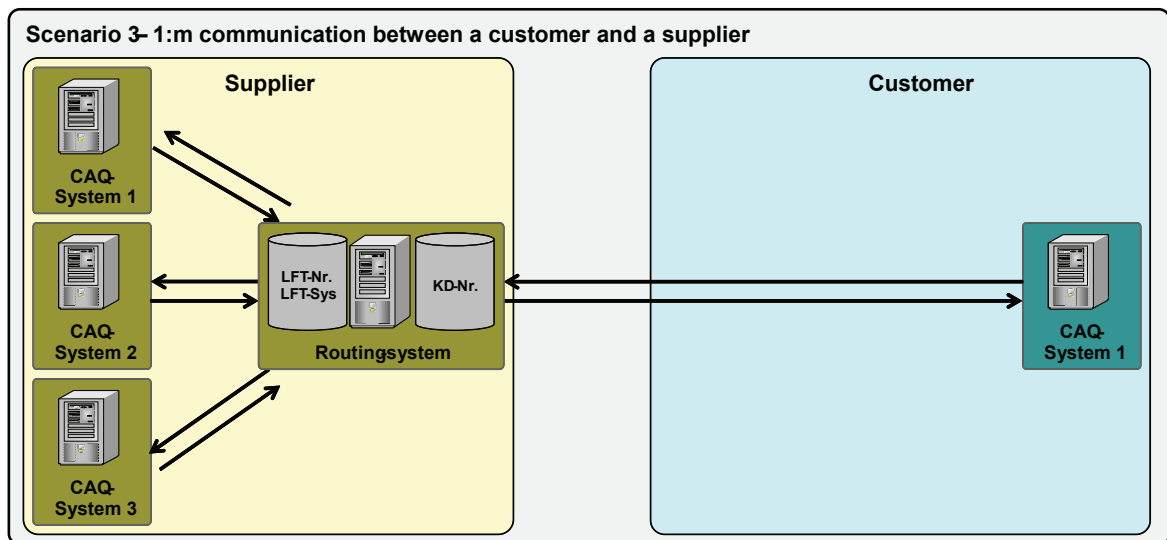 Scenario 3– 1:m communication between a customer and a supplier
Supplier
Customer
CAQ-
System 1
CAQ-
System 2
CAQ-
System 3
LFT-Nr.
LFT-Sys
KD-Nr.
Routingsystem
CAQ-
System 1